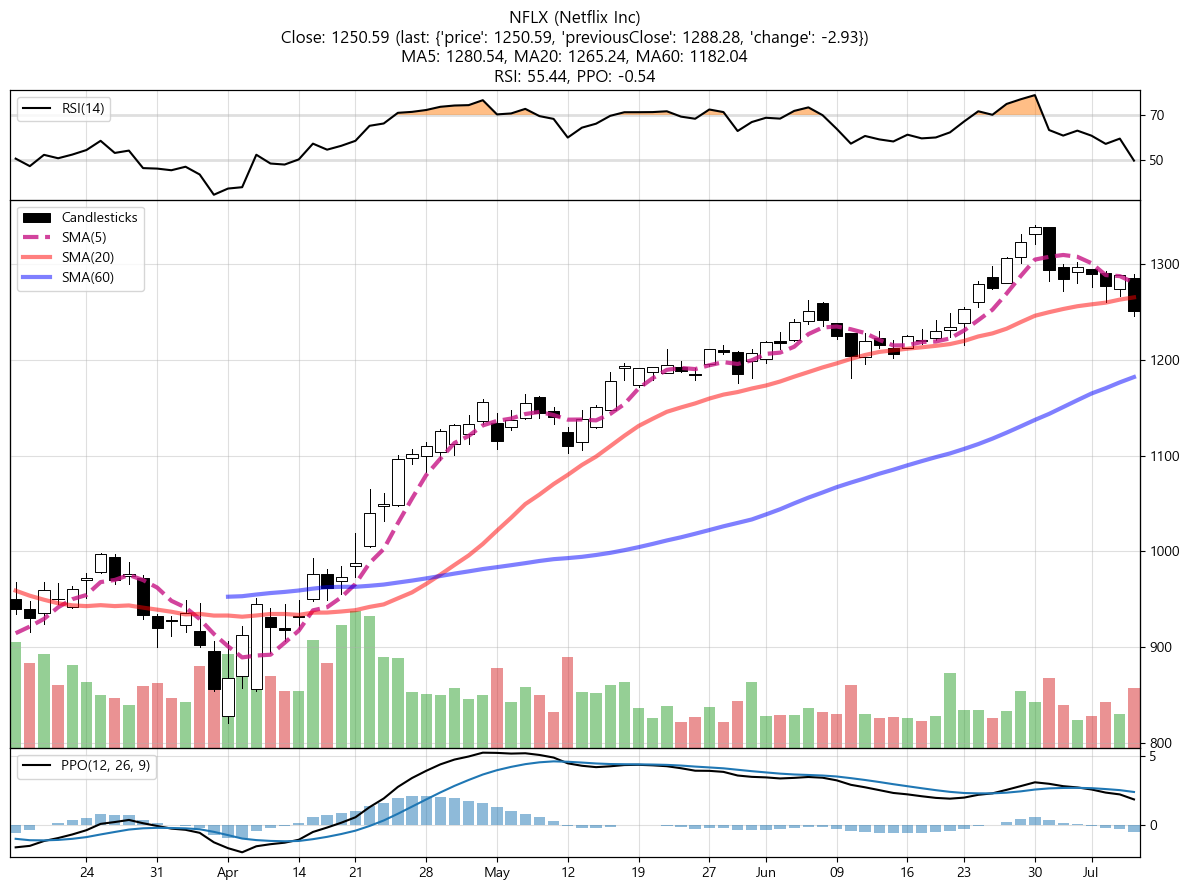 NFLX (Netflix Inc)
Close: 1250.59 (last: {'price': 1250.59, 'previousClose': 1288.28, 'change': -2.93})
MA5: 1280.54, MA20: 1265.24, MA60: 1182.04
RSI: 55.44, PPO: -0.54
RSI(14)
70
50
Candlesticks
SMA(5)
SMA(20)
SMA(60)
1300
1200
1100
1000
900
800
PPO(12, 26, 9)
5
0
24 31 Apr 14 21 28 May 12 19 27 Jun 09 16 23 30 Jul